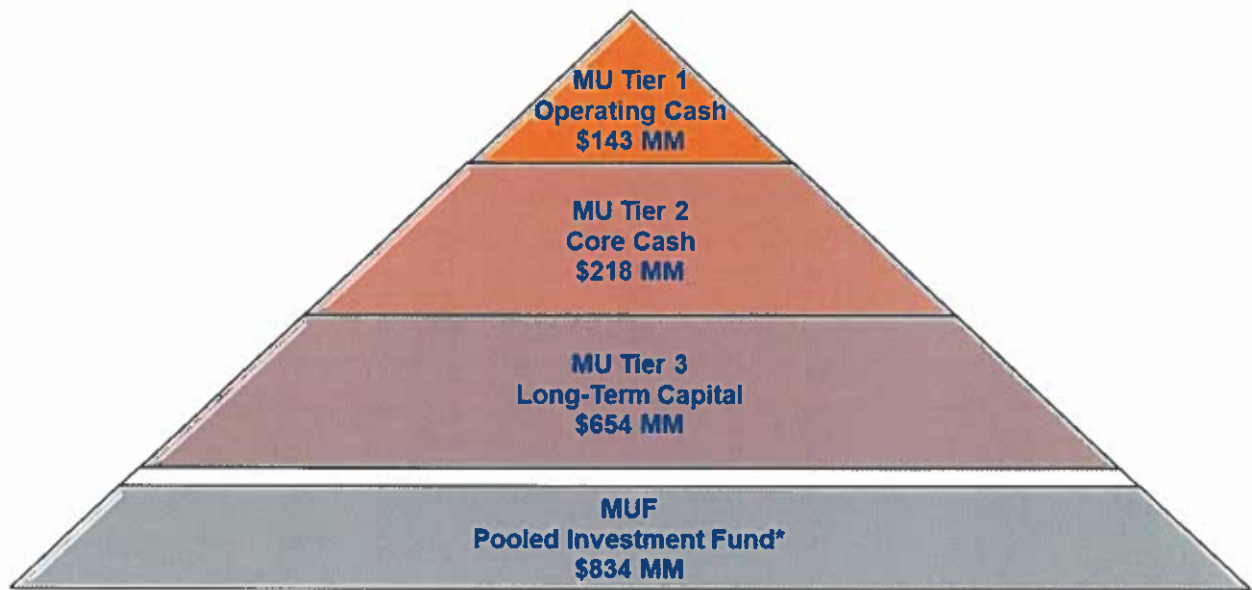 MU Tier 1
Operating Cash
$143 MM
MU Tier 2
Core Cash
$218 MM
MU Tier 3
Long-Term Capital
$654 MM
MUF
Pooled Investment Fund*
$834 MM